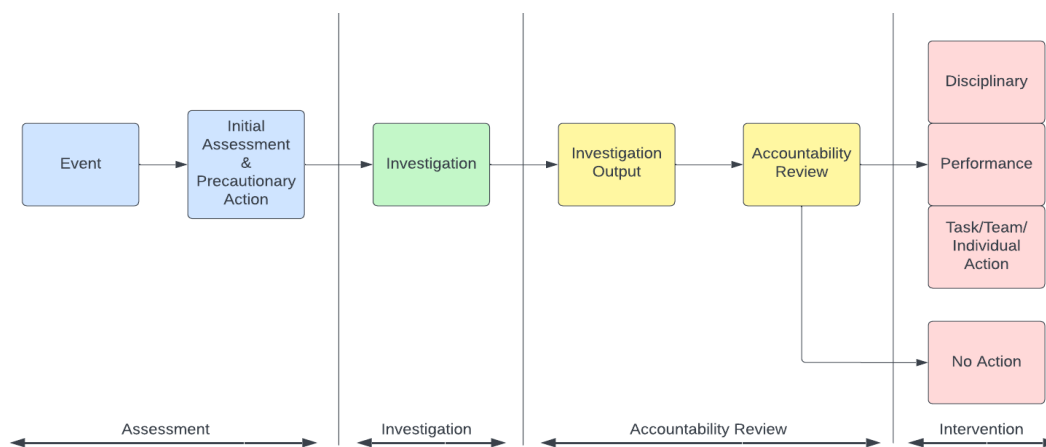 Event
Initial
Assessment
&
Precautionary
Action
Investigation
Investigation
Output
Accountability
Review
Disciplinary
Performance
Task/Team/
Individual
Action
No Action
Assessment
Investigation
Accountability Review
Intervention